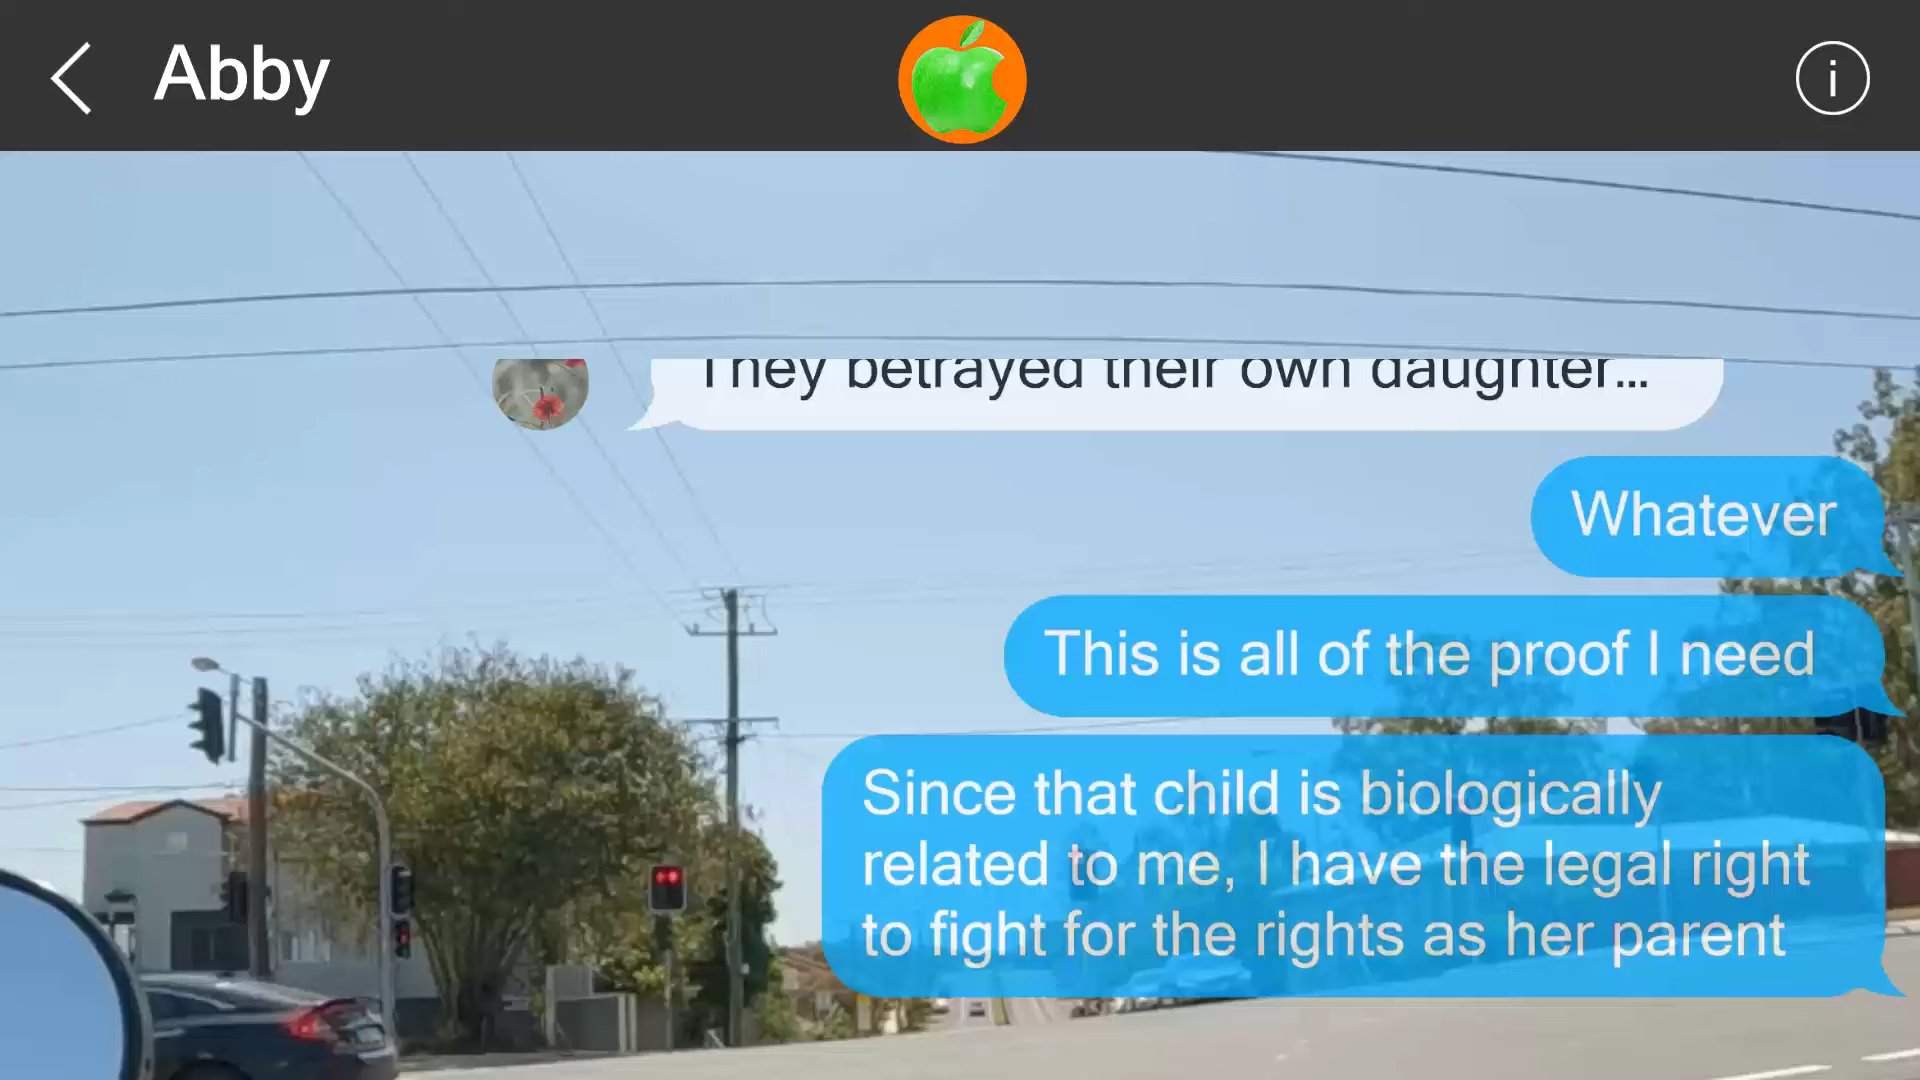 Abby
They betrayed their own daughter...
Whatever
This is all of the proof I need
Since that child is biologically
related to me, I have the legal right
to fight for the rights as her parent